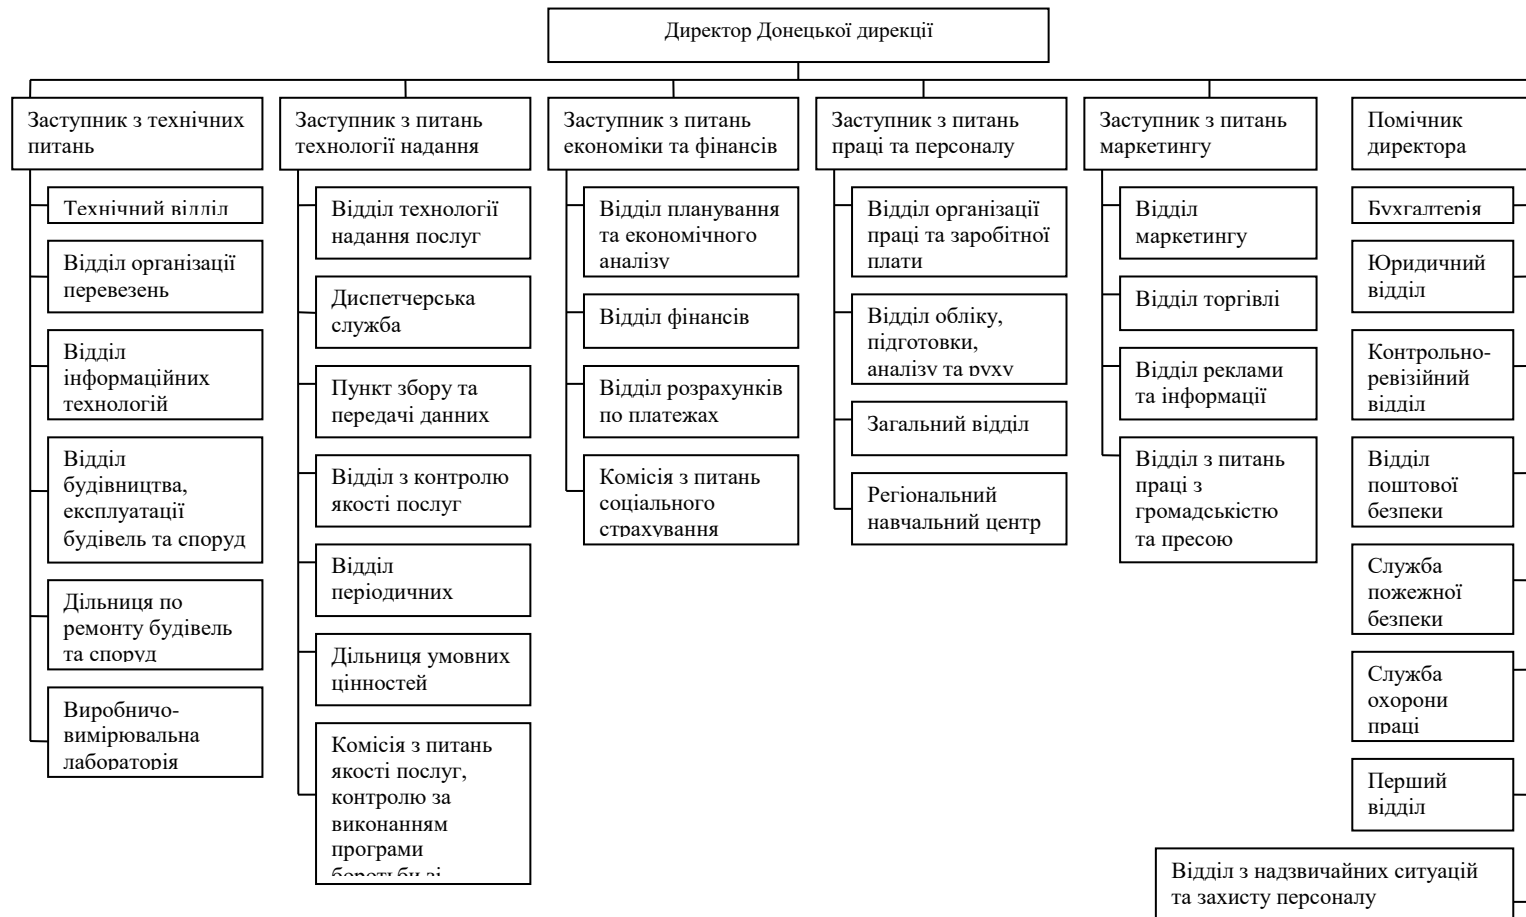 Директор Донецької дирекції
Заступник з технічних
питань
Технічний відділ
Відділ організації
перевезень
Відділ
інформаційних
технологій
Відділ
будівництва,
експлуатації
будівель та споруд
Дільниця по
ремонту будівель
та споруд
Виробничо-
вимірювальна
лабораторія
Заступник з питань
технології надання
Відділ технології
надання послуг
Диспетчерська
служба
Пункт збору та
передачі данних
Відділ з контролю
якості послуг
Відділ
періодичних
Дільниця умовних
цінностей
Комісія з питань
якості послуг,
контролю за
виконанням
програми
боротьби зі
Заступник з питань
економіки та фінансів
Відділ планування
та економічного
аналізу
Відділ фінансів
Відділ розрахунків
по платежах
Комісія з питань
соціального
страхування
Заступник з питань
праці та персоналу
Відділ організації
праці та заробітної
плати
Відділ обліку,
підготовки,
аналізу та руху
Загальний відділ
Регіональний
навчальний центр
Заступник з питань
маркетингу
Відділ
маркетингу
Відділ торгівлі
Відділ реклами
та інформації
Відділ з питань
праці з
громадськістю
та пресою
Помічник
директора
Бухгалтерія
Юридичний
відділ
Контрольно-
ревізійний
відділ
Відділ
поштової
безпеки
Служба
пожежної
безпеки
Служба
охорони
праці
Перший
відділ
Відділ з надзвичайних ситуацій
та захисту персоналу